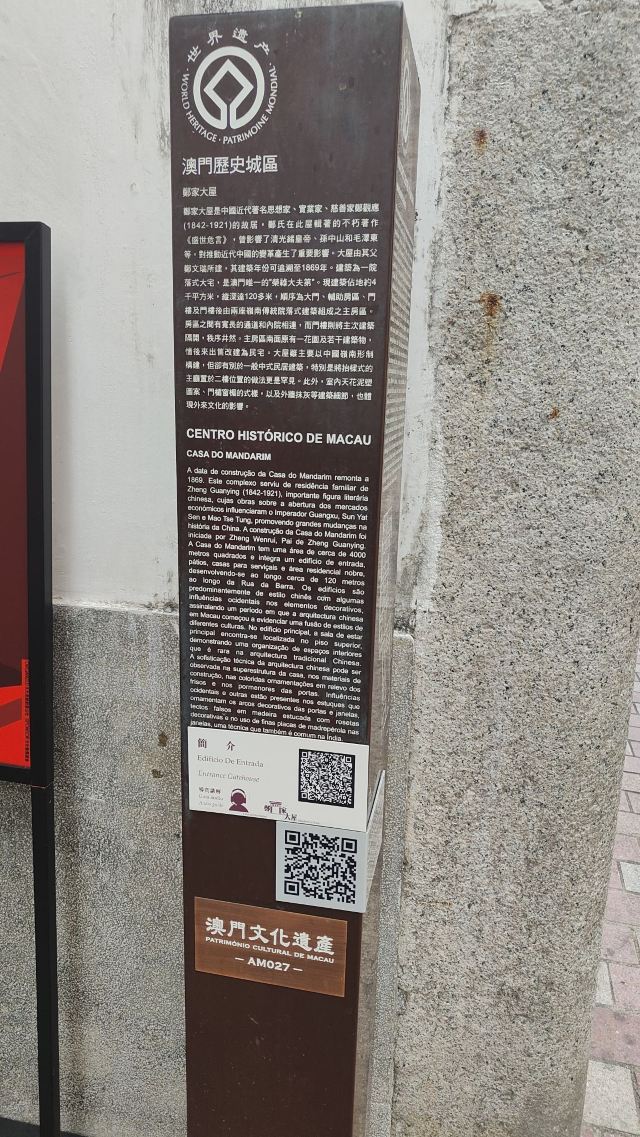 世界遺产
·WORLD HERITAGE·PATRIMOINE MONDIAL
澳門歷史城區
鄭家大屋
鄭家大屋是中國近代著名思想家、實業家、慈善家鄭觀應
(1842-1921)的故居，鄭氏在此屋輯著的不朽著作
《盛世危言》，曾影響了清光緒皇帝、孫中山和毛澤東
等，對推動近代中國的變革產生了重要影響。大屋由其父
鄭文瑞所建，其建築年份可追溯至1869年。建築為一院
落式大宅，是澳門唯一的"榮祿大夫第"。現建築佔地約4
千平方米，縱深達120多米，順序為大門、輔助房區、門
樓及門樓後由兩座嶺南傳統院落式建築組成之主房區。
房區之間有寬長的通道和內院相連，而門樓則將主次建築
隔開，秩序井然。主房區南面原有一花園及若干建築物，
惜後來出售改建為民宅。大屋雖主要以中國嶺南形制
構建，但卻有別於一般中式民居建築，特別是將抬樑式的
主廳置於二樓位置的做法更是罕見。此外，室內天花泥塑
圖案、門楹窗楣的式樣，以及外牆抹灰等建築細節，也體
現外來文化的影響。
CENTRO HISTÓRICO DE MACAU
CASA DO MANDARIM
A data de construção da Casa do Mandarim remonta a
1869. Este complexo serviu de residência familiar de
Zheng Guanying (1842-1921), importante figura literária
chinesa, cujas obras sobre a abertura dos mercados
económicos influenciaram o Imperador Guangxu, Sun Yat
Sen e Mao Tse Tung, promovendo grandes mudanças na
história da China. A construção da Casa do Mandarim foi
iniciada por Zheng Wenrui, Pai de Zheng Guanying.
A Casa do Mandarim tem uma área de cerca de 4000
metros quadrados e integra um edifício de entrada,
pátios, casas para serviçais e área residencial nobre,
desenvolvendo-se ao longo cerca de 120 metros
ao longo da Rua da Barra. Os edifícios são
predominantemente de estilo chinês com algumas
influências ocidentais nos elementos decorativos,
assinalando um período em que a arquitectura chinesa
em Macau começou a evidenciar uma fusão de estilos de
diferentes culturas. No edifício principal, a sala de estar
principal encontra-se localizada no piso superior,
demonstrando uma organização de espaços interiores
que é rara na arquitectura tradicional Chinesa.
A sofisticação técnica da arquitectura chinesa pode ser
observada na superestrutura da casa, nos materiais de
construção, nas coloridas ornamentações em relevo dos
frisos e nos pormenores das portas. Influências
ocidentais e outras estão presentes nos estuques que
ornamentam os arcos decorativos das portas e janelas,
tectos falsos em madeira estucada com rosetas
decorativas e no uso de finas placas de madrepérola nas
janelas, uma técnica que também é comum na Índia.
簡 介
Edifício De Entrada
Entrance Gatehouse
導賞講解
Guia áudio
Audio guide
鄭家大屋
澳門文化遺產
PATRIMÓNIO CULTURAL DE MACAU
— AM027 —